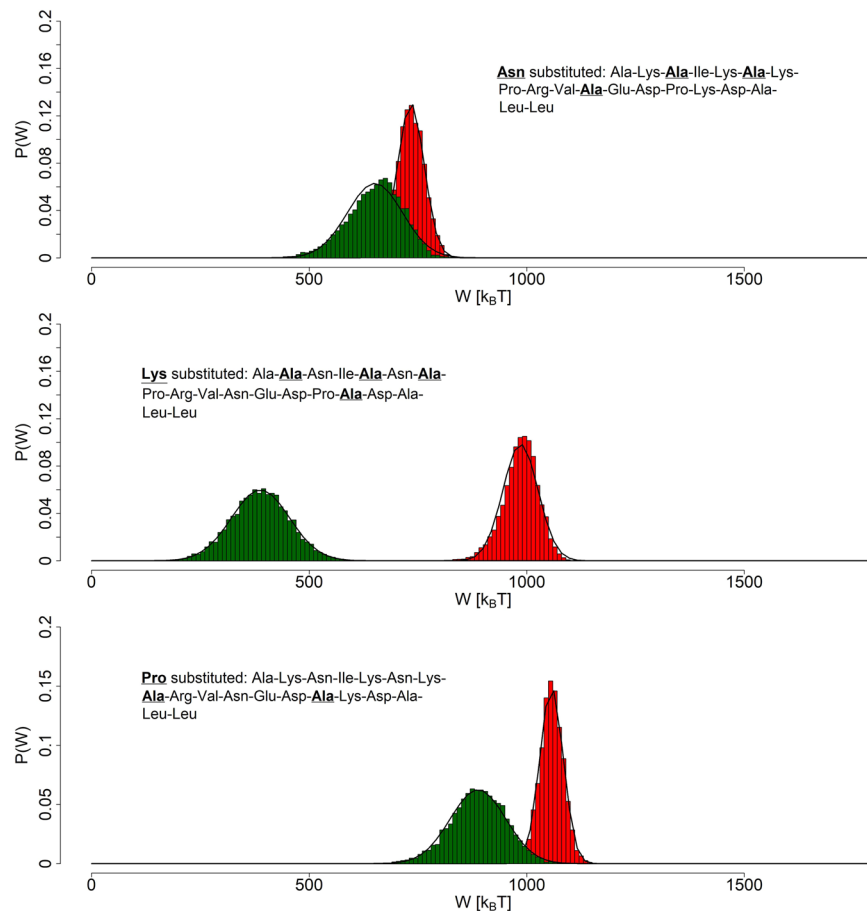 0.2
0.16
0.12
0.08
0.04
0
P(W)
Asn substituted: Ala-Lys-Ala-Ile-Lys-Ala-Lys-
Pro-Arg-Val-Ala-Glu-Asp-Pro-Lys-Asp-Ala-
Leu-Leu
0 500 1000 1500
W [kBT]
0.2
0.16
0.12
0.08
0.04
0
P(W)
Lys substituted: Ala-Ala-Asn-Ile-Ala-Asn-Ala-
Pro-Arg-Val-Asn-Glu-Asp-Pro-Ala-Asp-Ala-
Leu-Leu
0 500 1000 1500
W [kBT]
0.2
0.15
0.1
0.05
0
P(W)
Pro substituted: Ala-Lys-Asn-Ile-Lys-Asn-Lys-
Ala-Arg-Val-Asn-Glu-Asp-Ala-Lys-Asp-Ala-
Leu-Leu
0 500 1000 1500
W [kBT]